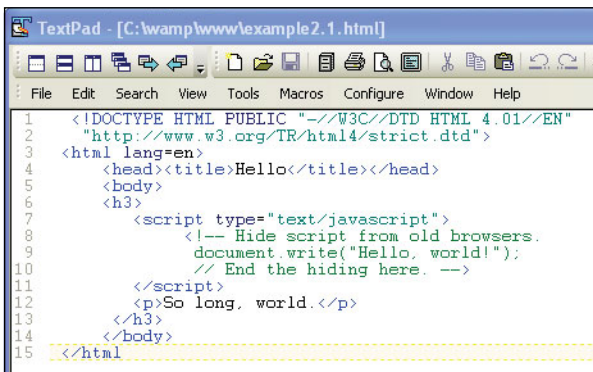 TextPad - [C:\wamp\www\example2.1.html]
File Edit Search View Tools Macros Configure Window Help
1 <!DOCTYPE HTML PUBLIC "-//W3C//DTD HTML 4.01//EN"
2 "http://www.w3.org/TR/html4/strict.dtd">
3 <html lang=en>
4 <head><title>Hello</title></head>
5 <body>
6 <h3>
7 <script type="text/javascript">
8 <!-- Hide script from old browsers.
9 document.write("Hello, world!");
10 // End the hiding here. -->
11 </script>
12 <p>So long, world.</p>
13 </h3>
14 </body>
15 </html